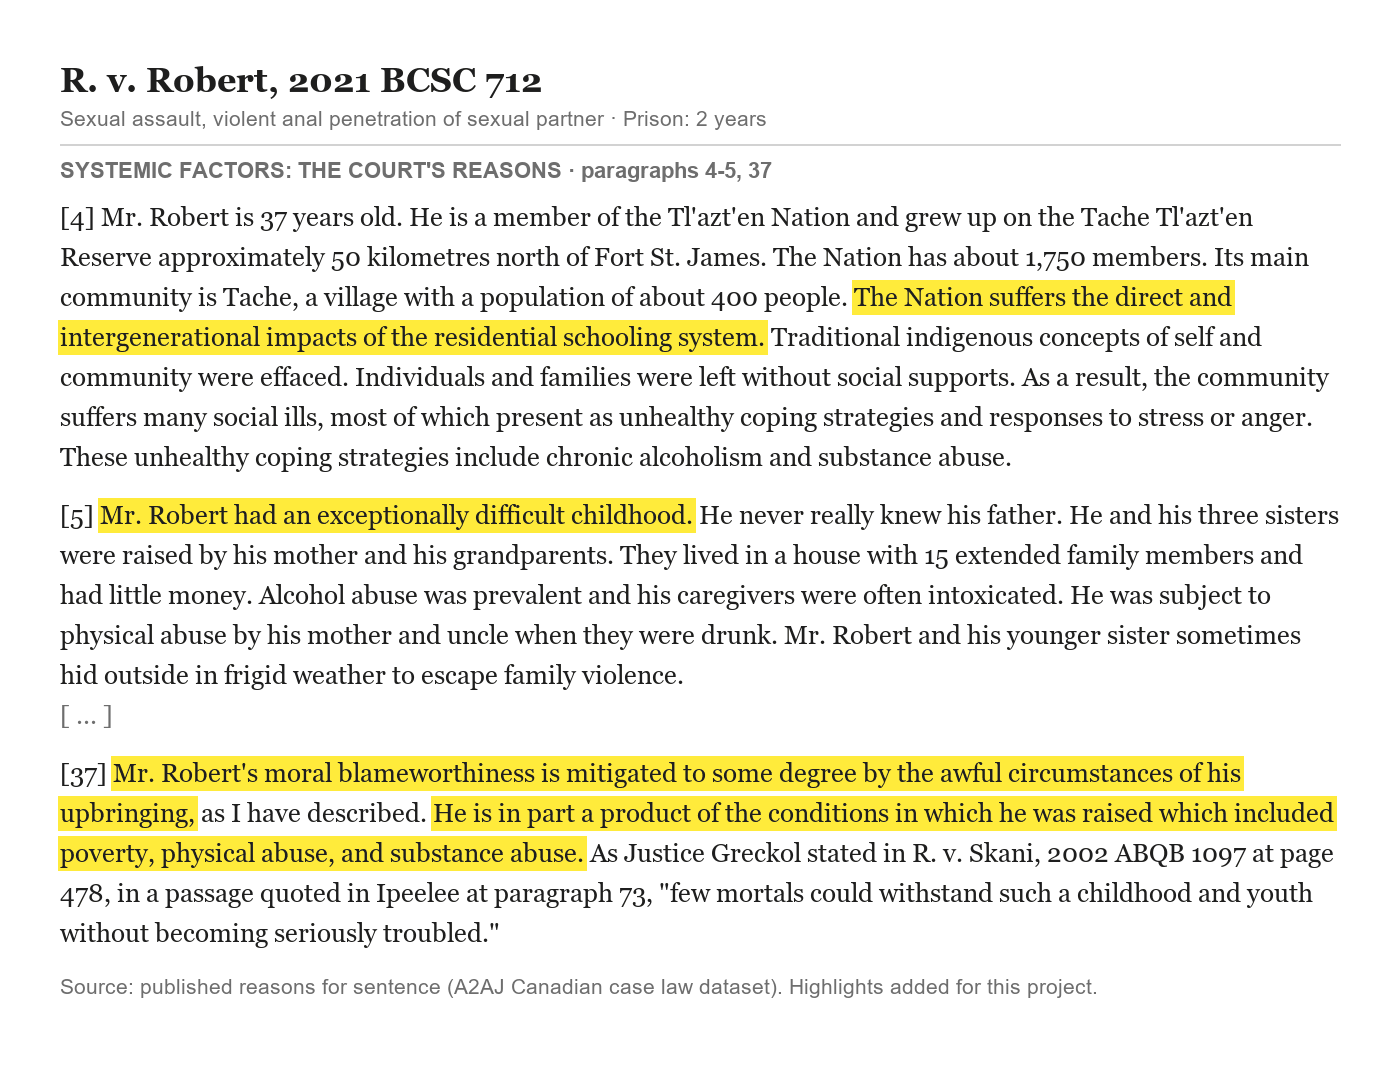 R. v. Robert, 2021 BCSC 712
Sexual assault, violent anal penetration of sexual partner · Prison: 2 years
SYSTEMIC FACTORS: THE COURT'S REASONS · paragraphs 4-5, 37
[4] Mr. Robert is 37 years old. He is a member of the Tl'azt'en Nation and grew up on the Tache Tl'azt'en
Reserve approximately 50 kilometres north of Fort St. James. The Nation has about 1,750 members. Its main
community is Tache, a village with a population of about 400 people. The Nation suffers the direct and
intergenerational impacts of the residential schooling system. Traditional indigenous concepts of self and
community were effaced. Individuals and families were left without social supports. As a result, the community
suffers many social ills, most of which present as unhealthy coping strategies and responses to stress or anger.
These unhealthy coping strategies include chronic alcoholism and substance abuse.
[5] Mr. Robert had an exceptionally difficult childhood. He never really knew his father. He and his three sisters
were raised by his mother and his grandparents. They lived in a house with 15 extended family members and
had little money. Alcohol abuse was prevalent and his caregivers were often intoxicated. He was subject to
physical abuse by his mother and uncle when they were drunk. Mr. Robert and his younger sister sometimes
hid outside in frigid weather to escape family violence.
[ ... ]
[37] Mr. Robert's moral blameworthiness is mitigated to some degree by the awful circumstances of his
upbringing, as I have described. He is in part a product of the conditions in which he was raised which included
poverty, physical abuse, and substance abuse. As Justice Greckol stated in R. v. Skani, 2002 ABQB 1097 at page
478, in a passage quoted in Ipeelee at paragraph 73, "few mortals could withstand such a childhood and youth
without becoming seriously troubled."
Source: published reasons for sentence (A2AJ Canadian case law dataset). Highlights added for this project.